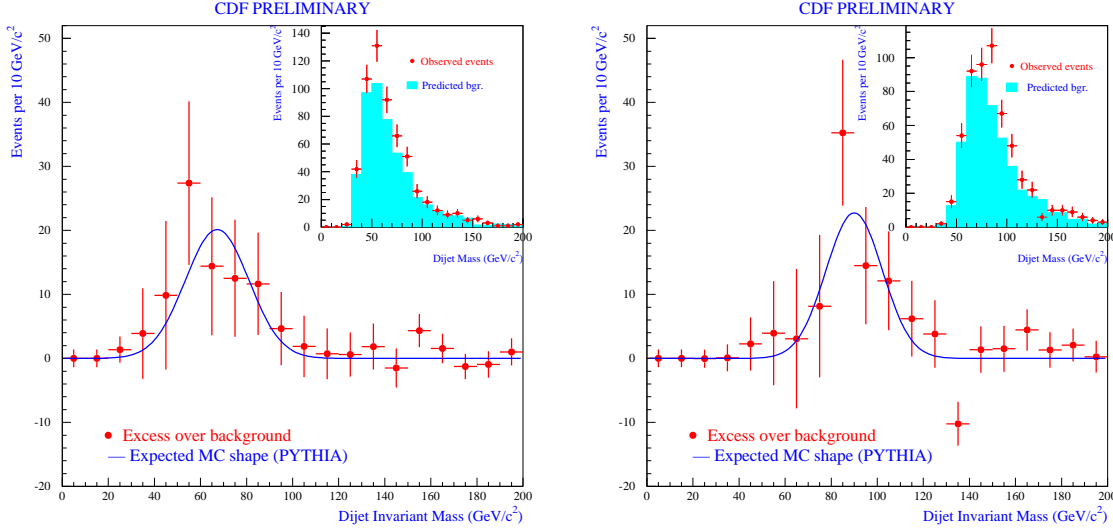 CDF PRELIMINARY
Events per 10 GeV/c²
50
40
30
20
10
0
-10
-20
0 20 40 60 80 100 120 140 160 180 200
Dijet Invariant Mass (GeV/c²)
Excess over background
Expected MC shape (PYTHIA)
Events per 10 GeV/c²
140
120
100
80
60
40
20
0
0 50 100 150 200
Dijet Mass (GeV/c²)
Observed events
Predicted bgr.
CDF PRELIMINARY
Events per 10 GeV/c²
50
40
30
20
10
0
-10
-20
0 20 40 60 80 100 120 140 160 180 200
Dijet Invariant Mass (GeV/c²)
Excess over background
Expected MC shape (PYTHIA)
Events per 10 GeV/c²
100
80
60
40
20
0
0 50 100 150 200
Dijet Mass (GeV/c²)
Observed events
Predicted bgr.